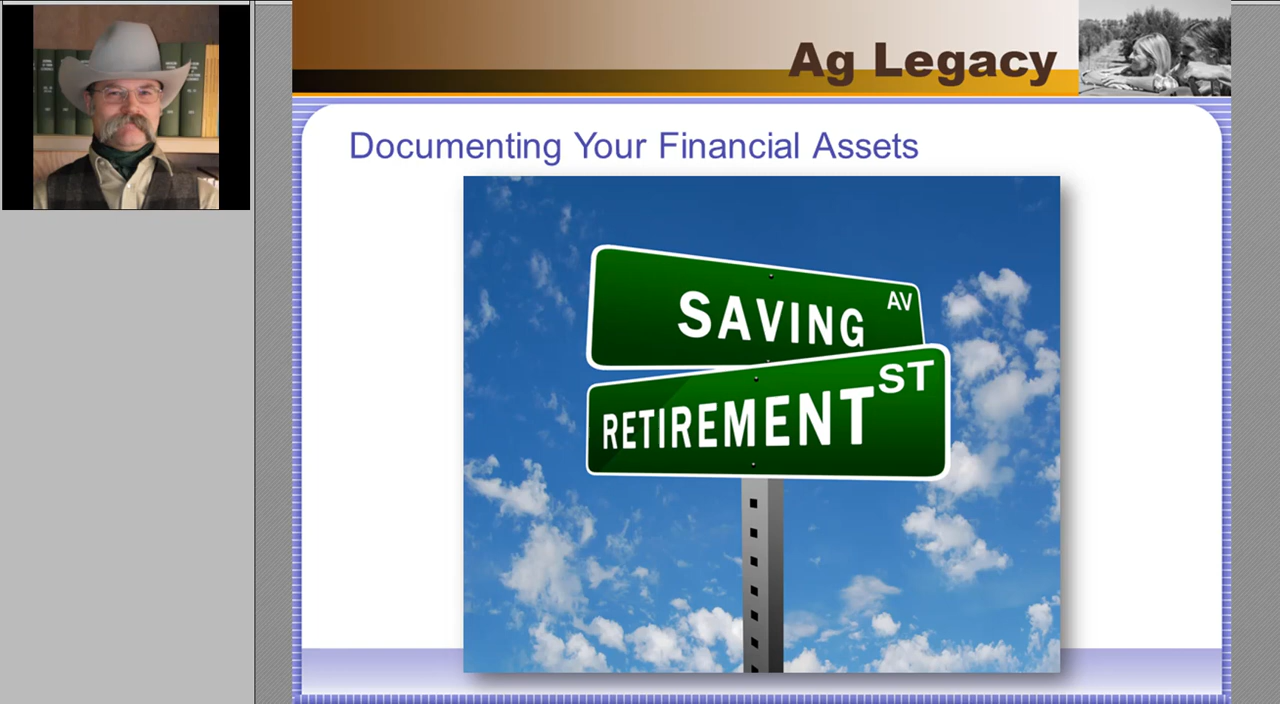 Ag Legacy
Documenting Your Financial Assets
SAVING AV
RETIREMENT ST